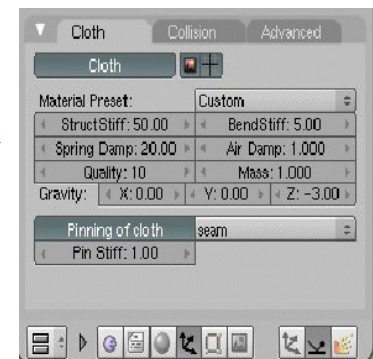 Cloth Collision Advanced
Cloth
Material Preset: Custom
StructStiff: 50.00 BendStiff: 5.00
Spring Damp: 20.00 Air Damp: 1.000
Quality: 10 Mass: 1.000
Gravity: X: 0.00 Y: 0.00 Z: -3.00
Pinning of cloth seam
Pin Stiff: 1.00